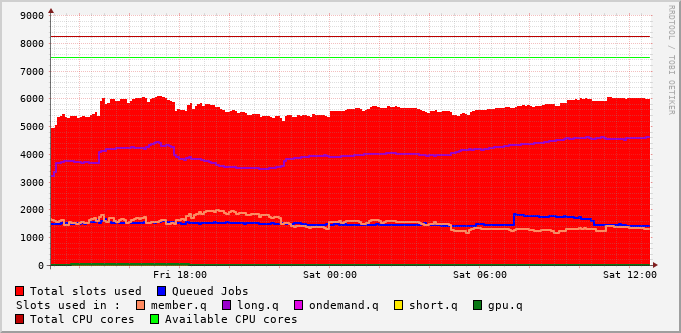 9000
8000
7000
6000
5000
4000
3000
2000
1000
0
Fri 18:00 Sat 00:00 Sat 06:00 Sat 12:00
Total slots used Queued Jobs
Slots used in : member.q long.q ondemand.q short.q gpu.q
Total CPU cores Available CPU cores
RRDTOOL / TOBI OETIKER